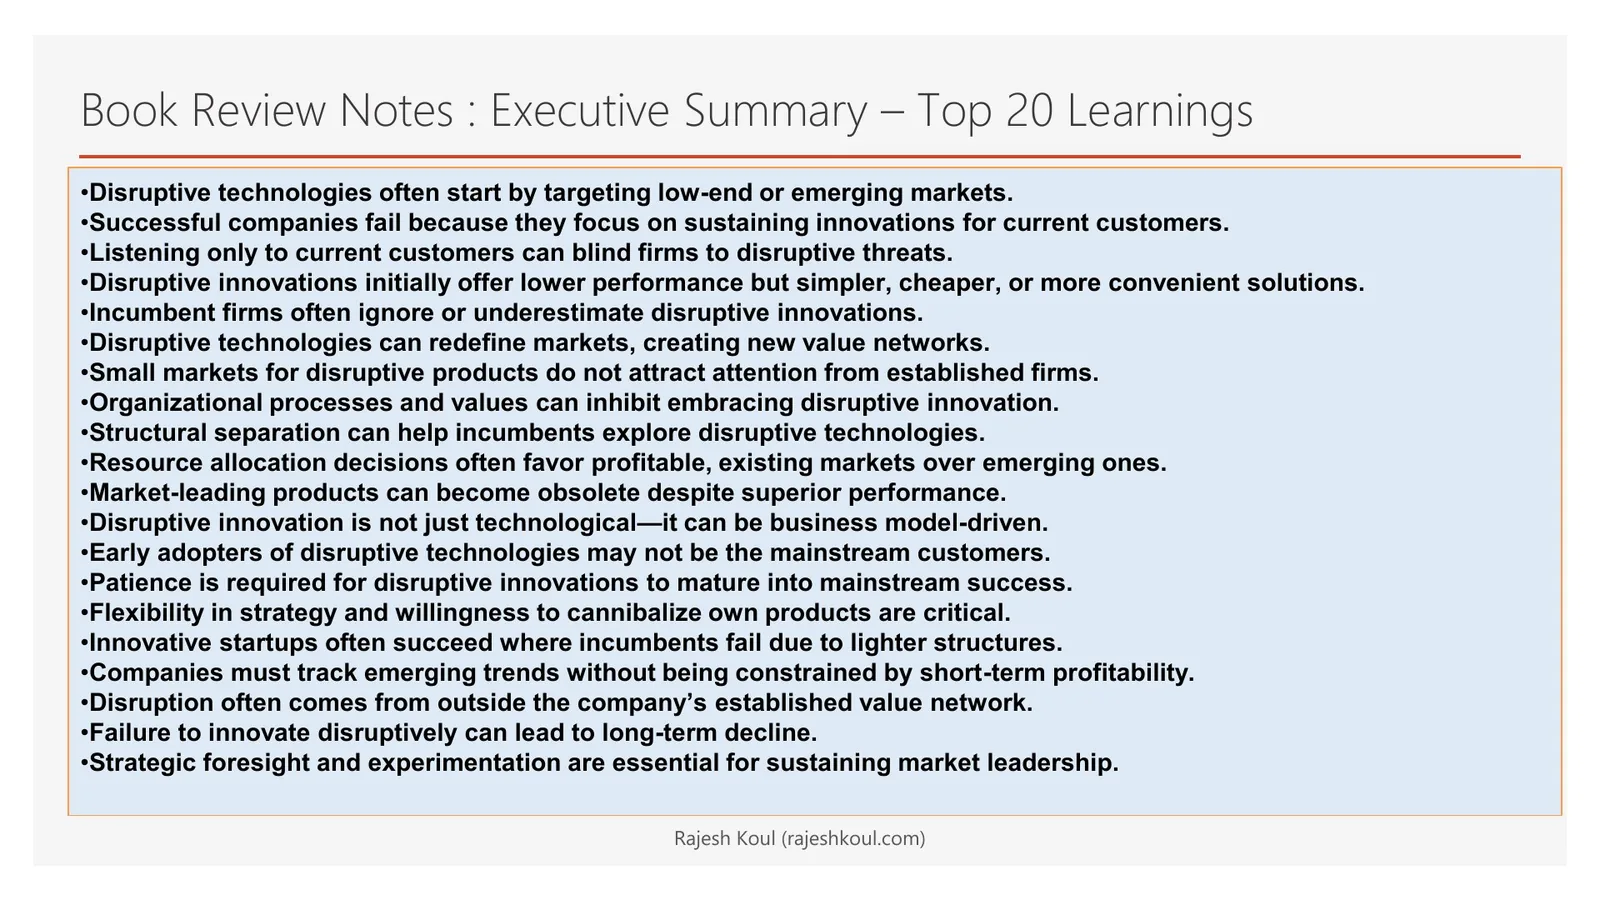 Book Review Notes : Executive Summary – Top 20 Learnings
•Disruptive technologies often start by targeting low-end or emerging markets.
•Successful companies fail because they focus on sustaining innovations for current customers.
•Listening only to current customers can blind firms to disruptive threats.
•Disruptive innovations initially offer lower performance but simpler, cheaper, or more convenient solutions.
•Incumbent firms often ignore or underestimate disruptive innovations.
•Disruptive technologies can redefine markets, creating new value networks.
•Small markets for disruptive products do not attract attention from established firms.
•Organizational processes and values can inhibit embracing disruptive innovation.
•Structural separation can help incumbents explore disruptive technologies.
•Resource allocation decisions often favor profitable, existing markets over emerging ones.
•Market-leading products can become obsolete despite superior performance.
•Disruptive innovation is not just technological—it can be business model-driven.
•Early adopters of disruptive technologies may not be the mainstream customers.
•Patience is required for disruptive innovations to mature into mainstream success.
•Flexibility in strategy and willingness to cannibalize own products are critical.
•Innovative startups often succeed where incumbents fail due to lighter structures.
•Companies must track emerging trends without being constrained by short-term profitability.
•Disruption often comes from outside the company’s established value network.
•Failure to innovate disruptively can lead to long-term decline.
•Strategic foresight and experimentation are essential for sustaining market leadership.
Rajesh Koul (rajeshkoul.com)